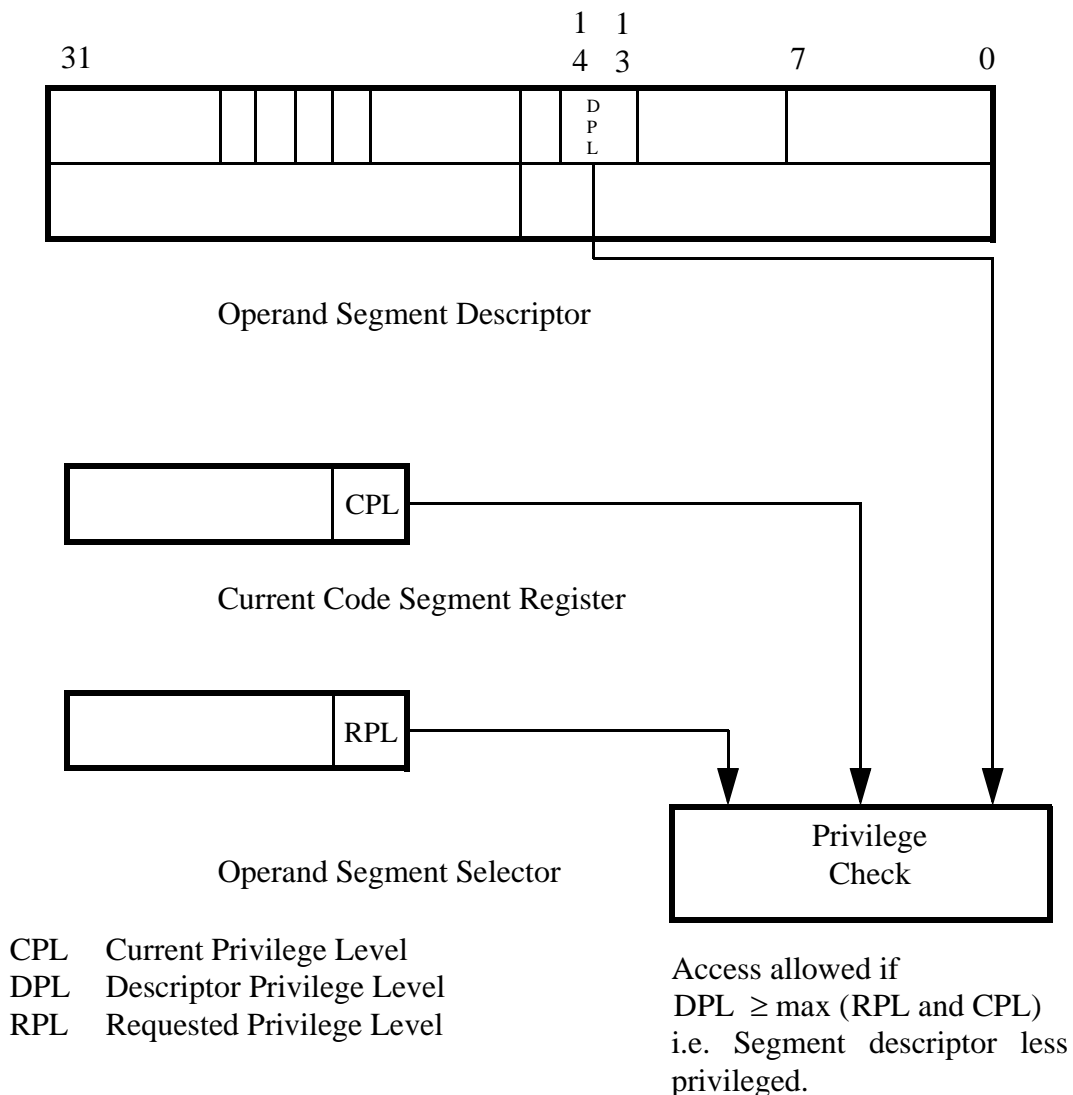 1 1
31 4 3 7 0
D
P
L
Operand Segment Descriptor
CPL
Current Code Segment Register
RPL
Privilege
Check
Operand Segment Selector
CPL Current Privilege Level
DPL Descriptor Privilege Level
RPL Requested Privilege Level
Access allowed if
DPL ≥ max (RPL and CPL)
i.e. Segment descriptor less
privileged.